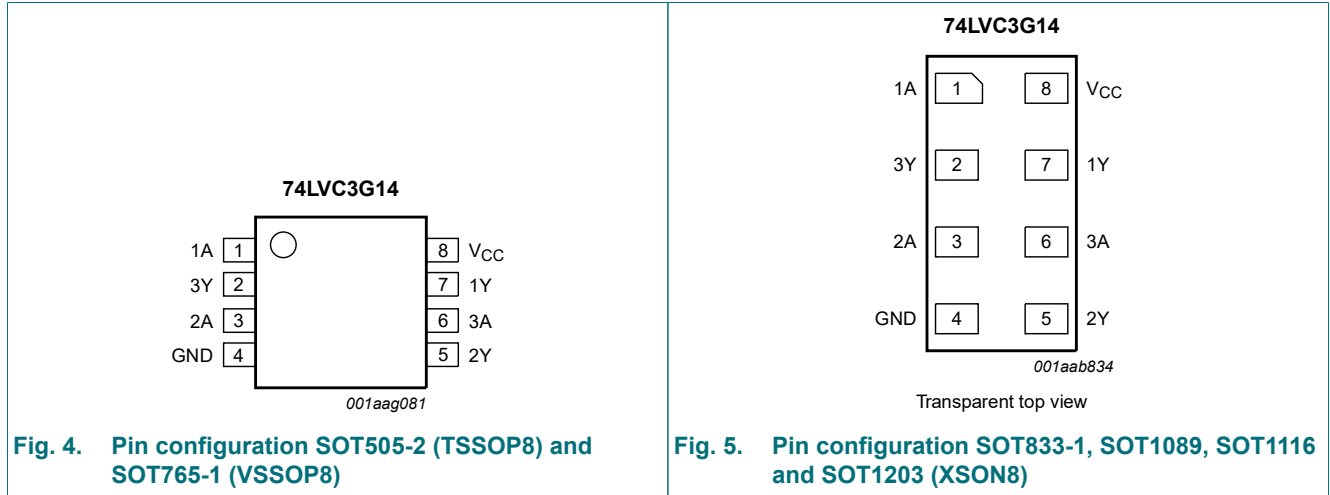 74LVC3G14
1A 1 8 VCC
3Y 2 7 1Y
2A 3 6 3A
GND 4 5 2Y
001aag081
Fig. 4. Pin configuration SOT505-2 (TSSOP8) and
SOT765-1 (VSSOP8)
74LVC3G14
1A 1 8 VCC
3Y 2 7 1Y
2A 3 6 3A
GND 4 5 2Y
001aab834
Transparent top view
Fig. 5. Pin configuration SOT833-1, SOT1089, SOT1116
and SOT1203 (XSON8)